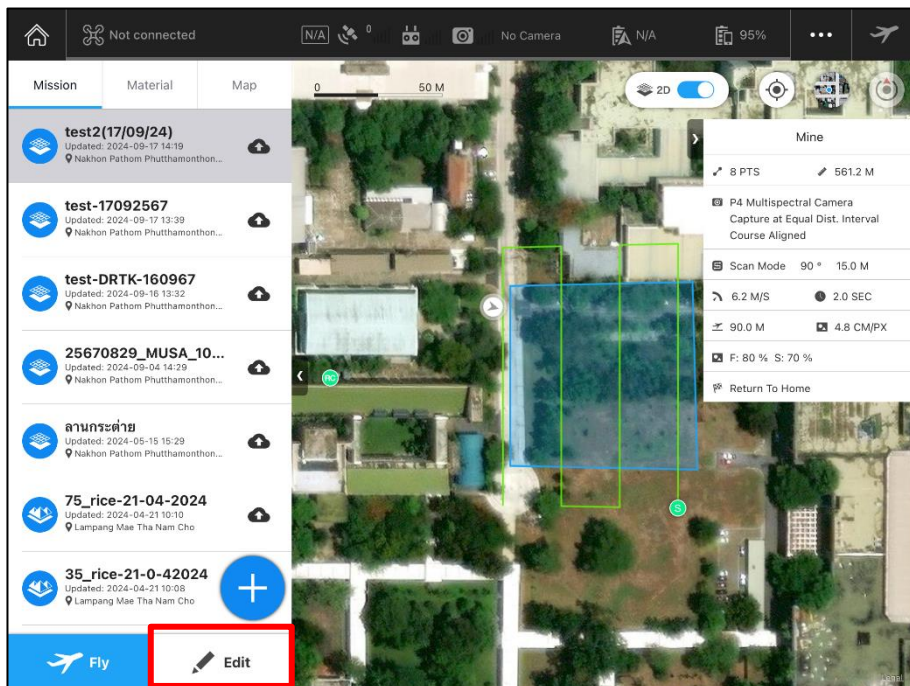 Not connected
N/A
0
No Camera
N/A
95%
Mission
Material
Map
test2(17/09/24)
Updated: 2024-09-17 14:19
Nakhon Pathom Phutthamonthon...
test-17092567
Updated: 2024-09-17 13:39
Nakhon Pathom Phutthamonthon...
test-DRTK-160967
Updated: 2024-09-16 13:32
Nakhon Pathom Phutthamonthon...
25670829_MUSA_10...
Updated: 2024-09-04 14:29
Nakhon Pathom Phutthamonthon...
ลานกระต่าย
Updated: 2024-05-15 15:29
Nakhon Pathom Phutthamonthon...
75_rice-21-04-2024
Updated: 2024-04-21 10:10
Lampang Mae Tha Nam Cho
35_rice-21-0-42024
Updated: 2024-04-21 10:08
Lampang Mae Tha Nam Cho
Fly
Edit
0 50 M
2D
RC
S
Mine
8 PTS 561.2 M
P4 Multispectral Camera
Capture at Equal Dist. Interval
Course Aligned
Scan Mode 90 ° 15.0 M
6.2 M/S 2.0 SEC
90.0 M 4.8 CM/PX
F: 80 % S: 70 %
Return To Home
Legal